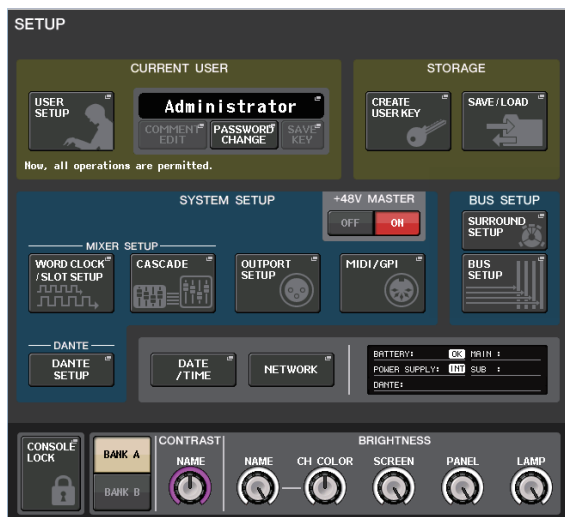 SETUP
CURRENT USER
STORAGE
USER
SETUP
Administrator
COMMENT
EDIT
PASSWORD
CHANGE
SAVE
KEY
CREATE
USER KEY
SAVE/LOAD
Now, all operations are permitted.
SYSTEM SETUP
+48V MASTER
OFF
ON
BUS SETUP
SURROUND
SETUP
MIXER SETUP
WORD CLOCK
/SLOT SETUP
CASCADE
OUTPORT
SETUP
MIDI/GPI
BUS
SETUP
DANTE
DANTE
SETUP
DATE
/TIME
NETWORK
BATTERY: OK MAIN :
POWER SUPPLY: INT SUB :
DANTE:
CONSOLE
LOCK
BANK A
BANK B
CONTRAST
NAME
BRIGHTNESS
NAME
CH COLOR
SCREEN
PANEL
LAMP